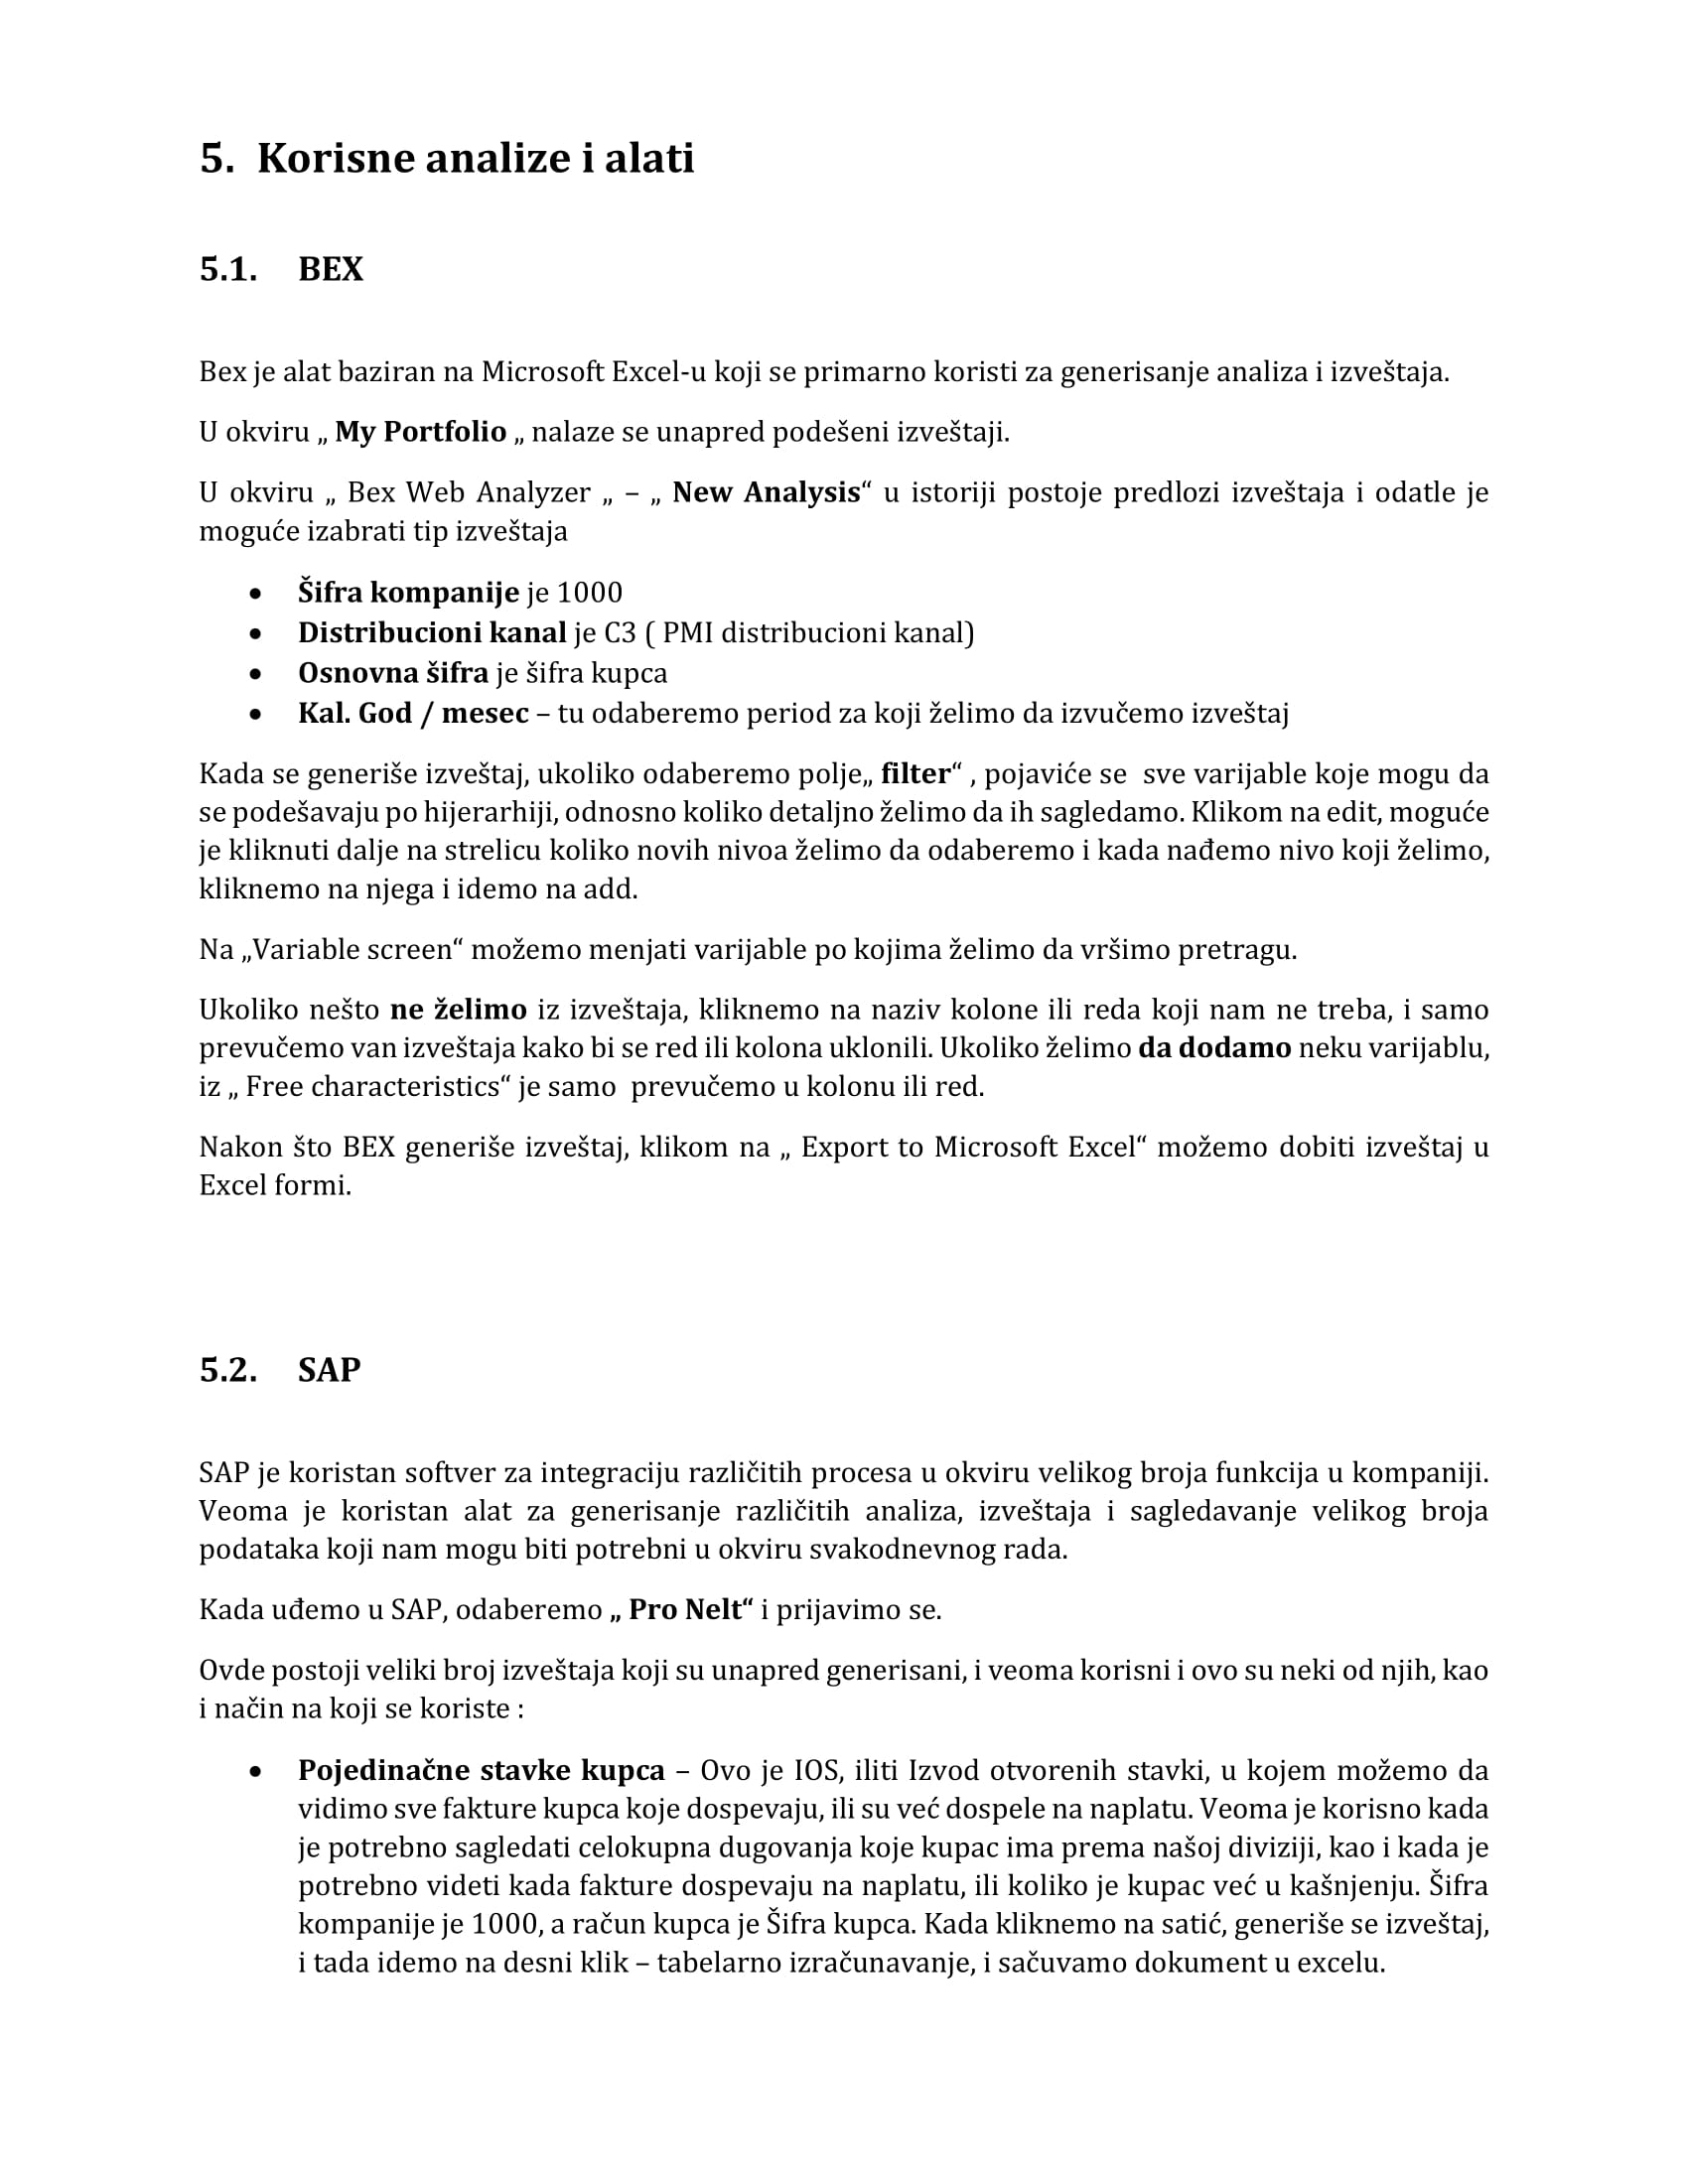 5. Korisne analize i alati
5.1. BEX
Bex je alat baziran na Microsoft Excel-u koji se primarno koristi za generisanje analiza i izveštaja.
U okviru „ My Portfolio „ nalaze se unapred podešeni izveštaji.
U okviru „ Bex Web Analyzer „ – „ New Analysis“ u istoriji postoje predlozi izveštaja i odatle je
moguće izabrati tip izveštaja
• Šifra kompanije je 1000
• Distribucioni kanal je C3 ( PMI distribucioni kanal)
• Osnovna šifra je šifra kupca
• Kal. God / mesec – tu odaberemo period za koji želimo da izvučemo izveštaj
Kada se generiše izveštaj, ukoliko odaberemo polje„ filter“ , pojaviće se  sve varijable koje mogu da
se podešavaju po hijerarhiji, odnosno koliko detaljno želimo da ih sagledamo. Klikom na edit, moguće
je kliknuti dalje na strelicu koliko novih nivoa želimo da odaberemo i kada nađemo nivo koji želimo,
kliknemo na njega i idemo na add.
Na „Variable screen“ možemo menjati varijable po kojima želimo da vršimo pretragu.
Ukoliko nešto ne želimo iz izveštaja, kliknemo na naziv kolone ili reda koji nam ne treba, i samo
prevučemo van izveštaja kako bi se red ili kolona uklonili. Ukoliko želimo da dodamo neku varijablu,
iz „ Free characteristics“ je samo  prevučemo u kolonu ili red.
Nakon što BEX generiše izveštaj, klikom na „ Export to Microsoft Excel“ možemo dobiti izveštaj u
Excel formi.
5.2. SAP
SAP je koristan softver za integraciju različitih procesa u okviru velikog broja funkcija u kompaniji.
Veoma je koristan alat za generisanje različitih analiza, izveštaja i sagledavanje velikog broja
podataka koji nam mogu biti potrebni u okviru svakodnevnog rada.
Kada uđemo u SAP, odaberemo „ Pro Nelt“ i prijavimo se.
Ovde postoji veliki broj izveštaja koji su unapred generisani, i veoma korisni i ovo su neki od njih, kao
i način na koji se koriste :
• Pojedinačne stavke kupca – Ovo je IOS, iliti Izvod otvorenih stavki, u kojem možemo da
vidimo sve fakture kupca koje dospevaju, ili su već dospele na naplatu. Veoma je korisno kada
je potrebno sagledati celokupna dugovanja koje kupac ima prema našoj diviziji, kao i kada je
potrebno videti kada fakture dospevaju na naplatu, ili koliko je kupac već u kašnjenju. Šifra
kompanije je 1000, a račun kupca je Šifra kupca. Kada kliknemo na satić, generiše se izveštaj,
i tada idemo na desni klik – tabelarno izračunavanje, i sačuvamo dokument u excelu.